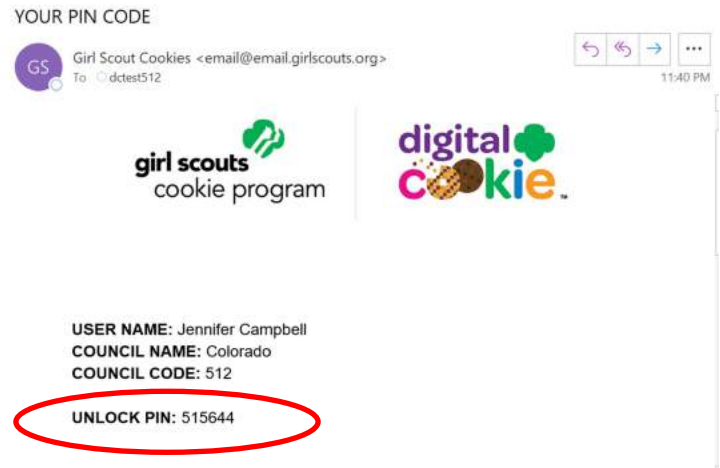 YOUR PIN CODE
GS
Girl Scout Cookies <email@email.girlscouts.org>
To dctest512
11:40 PM
girl scouts
cookie program
digital
cookie™
USER NAME: Jennifer Campbell
COUNCIL NAME: Colorado
COUNCIL CODE: 512
UNLOCK PIN: 515644